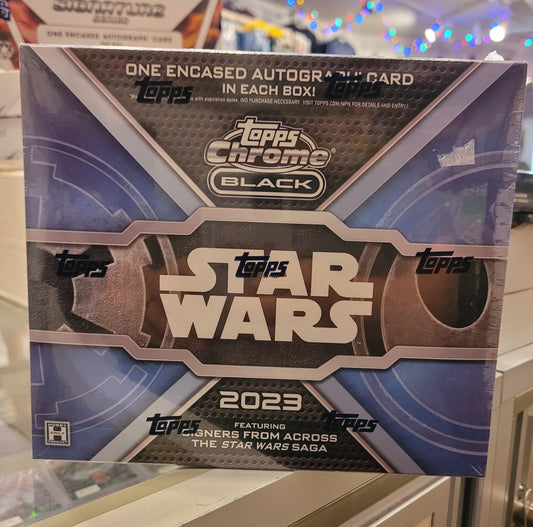 SIGNATURE
SERIES
ONE ENCASED AUTOGRAPH CARD
ONE ENCASED AUTOGRAPH CARD
IN EACH BOX!
Topps
Topps
with expiration dates. (NO PURCHASE NECESSARY. VISIT TOPPS.COM/NPN FOR DETAILS AND ENTRY)
Topps
Chrome
BLACK
STAR
WARS
Topps
Topps
Topps
2023
FEATURING
SIGNERS FROM ACROSS
THE STAR WARS SAGA
Topps
Topps
H